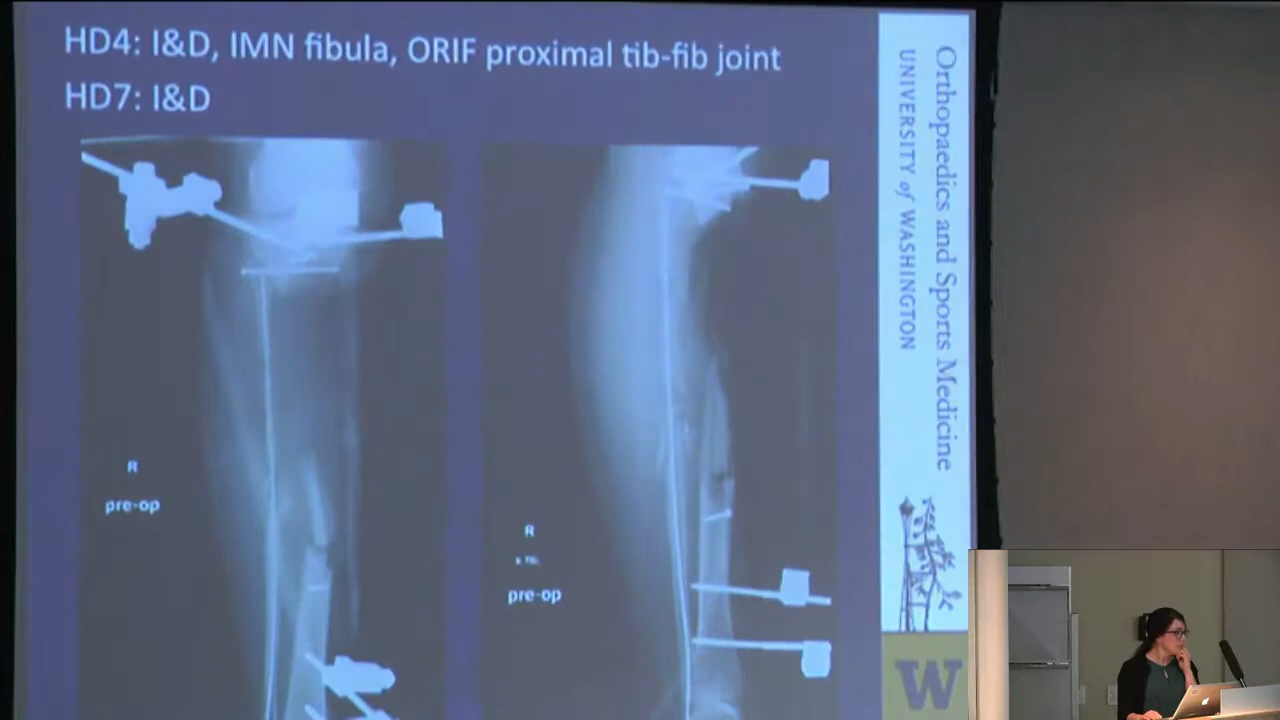 HD4: I&D, IMN fibula, ORIF proximal tib-fib joint
HD7: I&D
R
pre-op
R
pre-op
Orthopaedics and Sports Medicine
UNIVERSITY of WASHINGTON
W